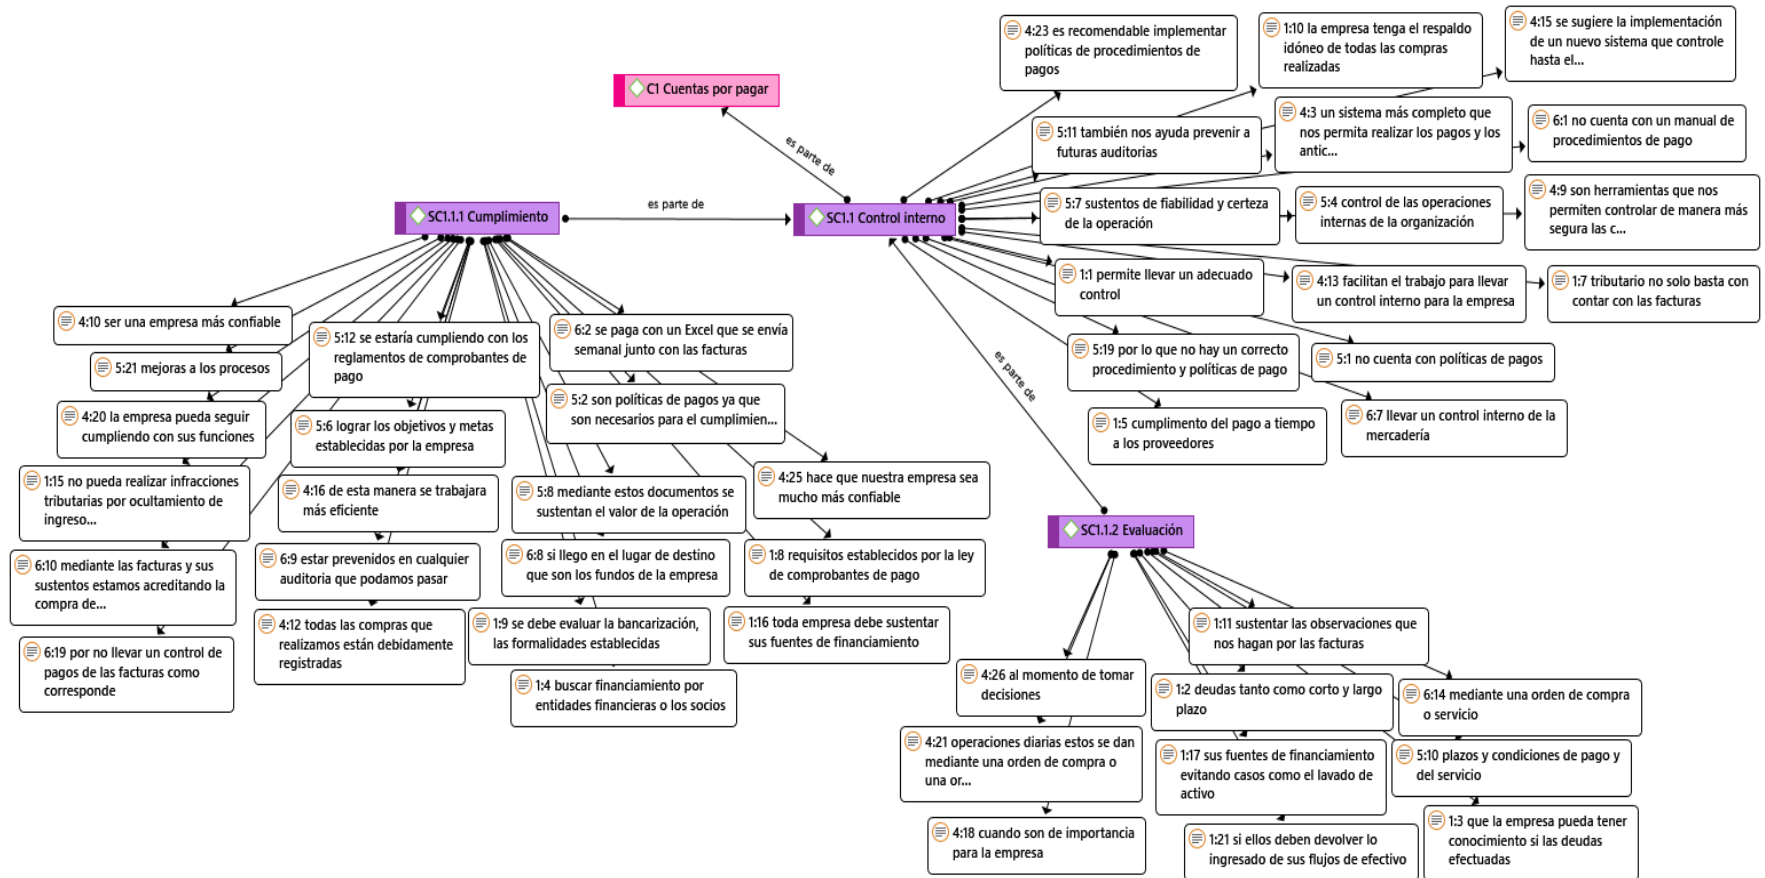 C1 Cuentas por pagar
es parte de
SC1.1.1 Cumplimiento
es parte de
SC1.1 Control interno
es parte de
SC1.1.2 Evaluación
4:23 es recomendable implementar
políticas de procedimientos de
pagos
1:10 la empresa tenga el respaldo
idóneo de todas las compras
realizadas
4:15 se sugiere la implementación
de un nuevo sistema que controle
hasta el...
5:11 también nos ayuda prevenir a
futuras auditorias
4:3 un sistema más completo que
nos permita realizar los pagos y los
antic...
6:1 no cuenta con un manual de
procedimientos de pago
5:7 sustentos de fiabilidad y certeza
de la operación
5:4 control de las operaciones
internas de la organización
4:9 son herramientas que nos
permiten controlar de manera más
segura las c...
1:1 permite llevar un adecuado
control
4:13 facilitan el trabajo para llevar
un control interno para la empresa
1:7 tributario no solo basta con
contar con las facturas
5:19 por lo que no hay un correcto
procedimiento y políticas de pago
5:1 no cuenta con políticas de pagos
1:5 cumplimento del pago a tiempo
a los proveedores
6:7 llevar un control interno de la
mercadería
4:10 ser una empresa más confiable
5:21 mejoras a los procesos
4:20 la empresa pueda seguir
cumpliendo con sus funciones
1:15 no pueda realizar infracciones
tributarias por ocultamiento de
ingreso...
6:10 mediante las facturas y sus
sustentos estamos acreditando la
compra de...
6:19 por no llevar un control de
pagos de las facturas como
corresponde
5:12 se estaría cumpliendo con los
reglamentos de comprobantes de
pago
5:6 lograr los objetivos y metas
establecidas por la empresa
4:16 de esta manera se trabajara
más eficiente
6:9 estar prevenidos en cualquier
auditoria que podamos pasar
4:12 todas las compras que
realizamos están debidamente
registradas
6:2 se paga con un Excel que se envía
semanal junto con las facturas
5:2 son políticas de pagos ya que
son necesarios para el cumplimien...
5:8 mediante estos documentos se
sustentan el valor de la operación
6:8 si llego en el lugar de destino
que son los fundos de la empresa
1:9 se debe evaluar la bancarización,
las formalidades establecidas
1:4 buscar financiamiento por
entidades financieras o los socios
4:25 hace que nuestra empresa sea
mucho más confiable
1:8 requisitos establecidos por la ley
de comprobantes de pago
1:16 toda empresa debe sustentar
sus fuentes de financiamiento
1:11 sustentar las observaciones que
nos hagan por las facturas
4:26 al momento de tomar
decisiones
1:2 deudas tanto como corto y largo
plazo
6:14 mediante una orden de compra
o servicio
4:21 operaciones diarias estos se dan
mediante una orden de compra o
una or...
1:17 sus fuentes de financiamiento
evitando casos como el lavado de
activo
5:10 plazos y condiciones de pago y
del servicio
4:18 cuando son de importancia
para la empresa
1:21 si ellos deben devolver lo
ingresado de sus flujos de efectivo
1:3 que la empresa pueda tener
conocimiento si las deudas
efectuadas